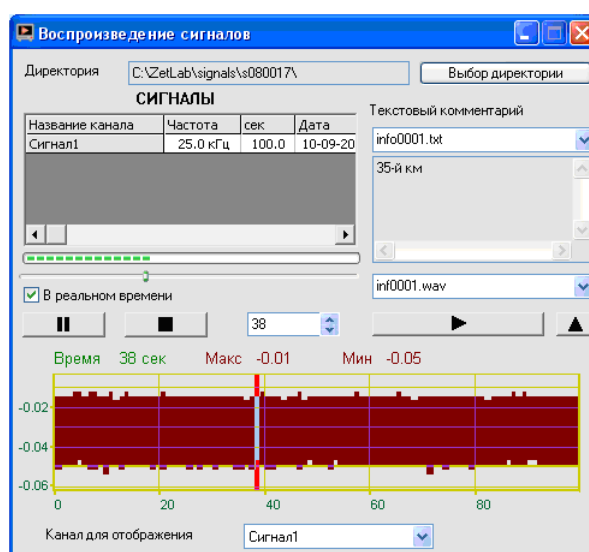 Воспроизведение сигналов
Директория C:\ZetLab\signals\s080017\ Выбор директории
СИГНАЛЫ
Текстовый комментарий
Название канала Частота сек Дата
Сигнал1 25.0 кГц 100.0 10-09-20
info0001.txt
35-й км
inf0001.wav
В реальном времени
38
Время 38 сек Макс -0.01 Мин -0.05
-0.02
-0.04
-0.06
0 20 40 60 80
Канал для отображения Сигнал1